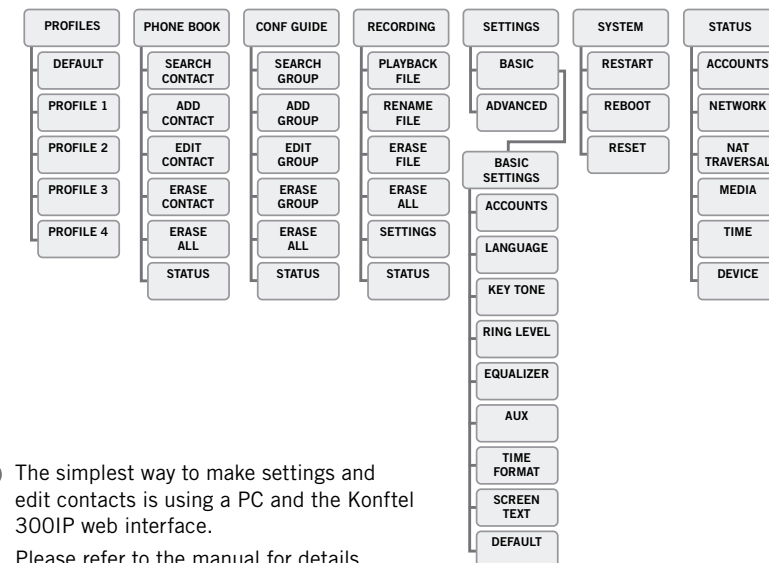 PROFILES
DEFAULT
PROFILE 1
PROFILE 2
PROFILE 3
PROFILE 4
PHONE BOOK
SEARCH
CONTACT
ADD
CONTACT
EDIT
CONTACT
ERASE
CONTACT
ERASE
ALL
STATUS
CONF GUIDE
SEARCH
GROUP
ADD
GROUP
EDIT
GROUP
ERASE
GROUP
ERASE
ALL
STATUS
RECORDING
PLAYBACK
FILE
RENAME
FILE
ERASE
FILE
ERASE
ALL
SETTINGS
STATUS
SETTINGS
BASIC
ADVANCED
BASIC
SETTINGS
ACCOUNTS
LANGUAGE
KEY TONE
RING LEVEL
EQUALIZER
AUX
TIME
FORMAT
SCREEN
TEXT
DEFAULT
SYSTEM
RESTART
REBOOT
RESET
STATUS
ACCOUNTS
NETWORK
NAT
TRAVERSAL
MEDIA
TIME
DEVICE
The simplest way to make settings and
edit contacts is using a PC and the Konftel
300IP web interface.
Please refer to the manual for details